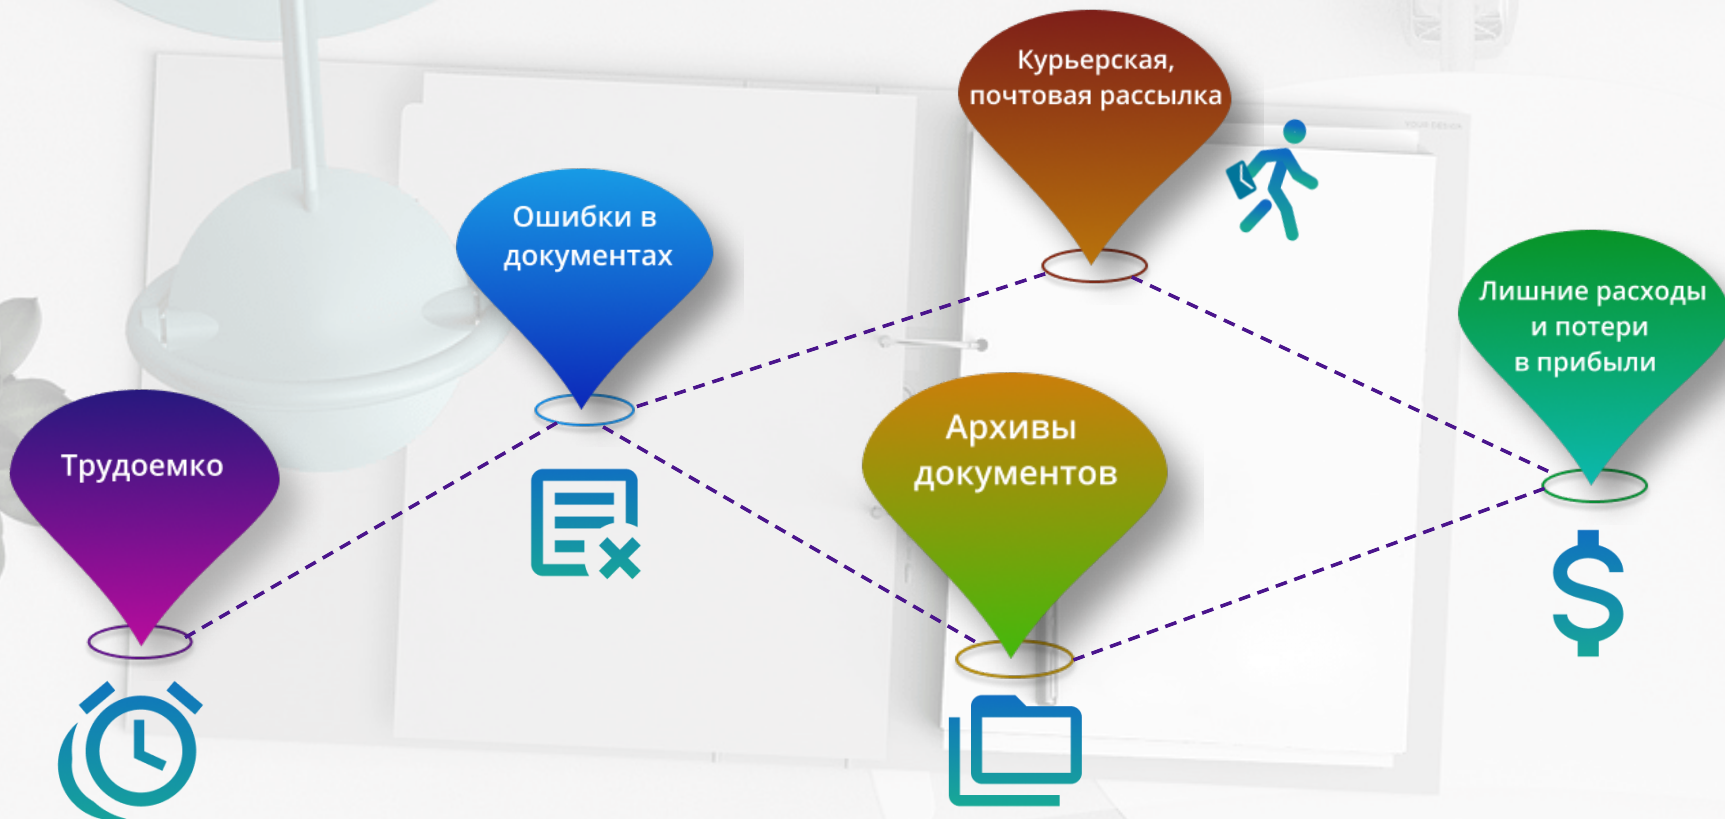 Трудоемко
Ошибки в
документах
Курьерская,
почтовая рассылка
Архивы
документов
Лишние расходы
и потери
в прибыли